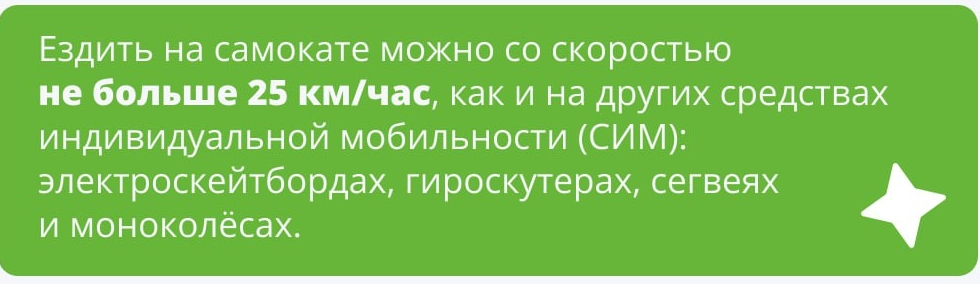 Ездить на самокате можно со скоростью
не больше 25 км/час, как и на других средствах
индивидуальной мобильности (СИМ):
электроскейтбордах, гироскутерах, сегвеях
и моноколёсах.